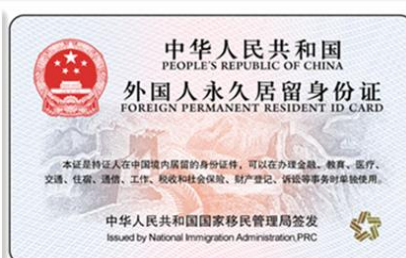 中华人民共和国
PEOPLE'S REPUBLIC OF CHINA
外国人永久居留身份证
FOREIGN PERMANENT RESIDENT ID CARD
本证是持证人在中国境内居留的身份证件，可以在办理金融、教育、医疗、
交通、住宿、通信、工作、税收和社会保险、财产登记、诉讼等事务时单独使用。
中华人民共和国国家移民管理局签发
Issued by National Immigration Administration,PRC